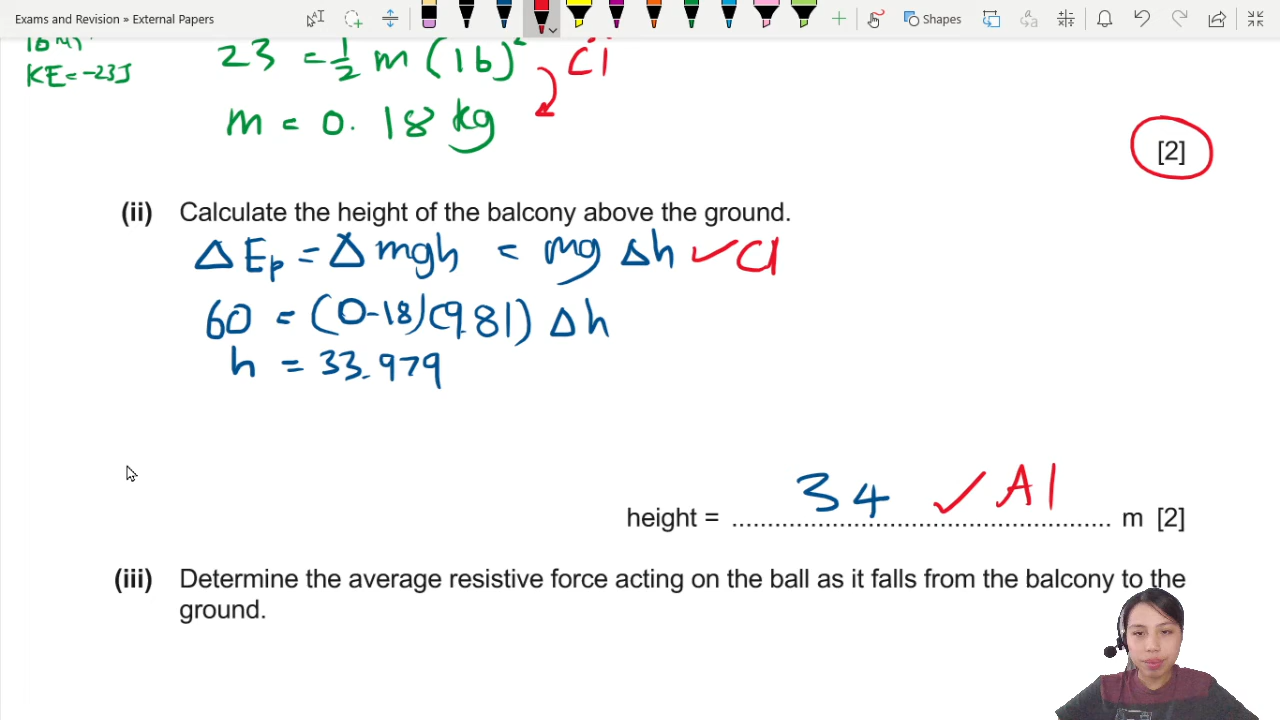 Exams and Revision » External Papers
Shapes
KE = -23J
23 = ½ m (16)² C1
m = 0.18 kg
[2]
(ii) Calculate the height of the balcony above the ground.
Δ Ep = Δ mgh = mg Δh ✓ C1
60 = (0.18)(9.81) Δh
h = 33.979
34 ✓ A1
height = ........................................................ m [2]
(iii) Determine the average resistive force acting on the ball as it falls from the balcony to the
ground.